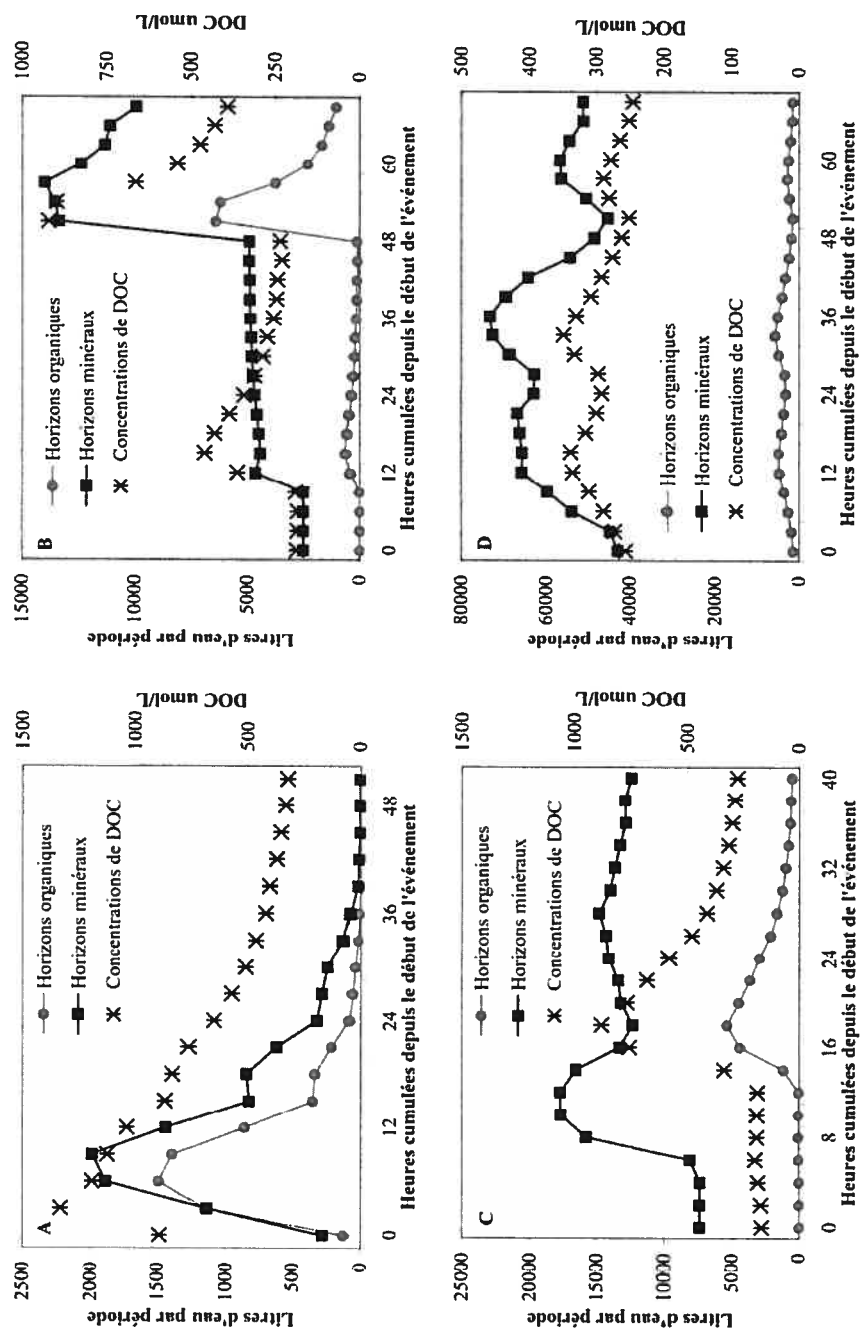 A
Horizons organiques
Horizons minéraux
Concentrations de DOC
Litres d'eau par période
2500
2000
1500
1000
500
0
DOC umol/L
1500
1000
500
0
0 12 24 36 48
Heures cumulées depuis le début de l'événement
B
Horizons organiques
Horizons minéraux
Concentrations de DOC
Litres d'eau par période
15000
10000
5000
0
DOC umol/L
1000
750
500
250
0
0 12 24 36 48 60
Heures cumulées depuis le début de l'événement
C
Horizons organiques
Horizons minéraux
Concentrations de DOC
Litres d'eau par période
25000
20000
15000
10000
5000
0
DOC umol/L
1500
1000
500
0
0 8 16 24 32 40
Heures cumulées depuis le début de l'événement
D
Horizons organiques
Horizons minéraux
Concentrations de DOC
Litres d'eau par période
80000
60000
40000
20000
0
DOC umol/L
500
400
300
200
100
0
0 12 24 36 48 60
Heures cumulées depuis le début de l'événement